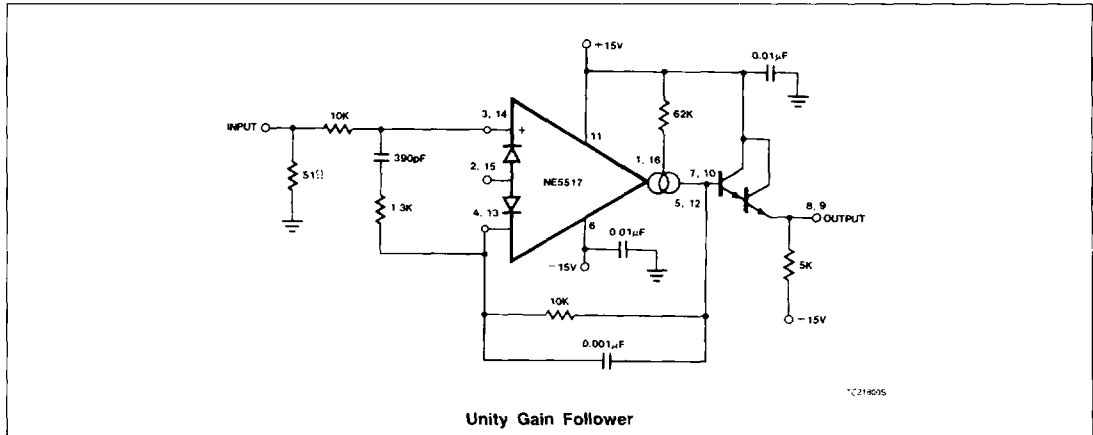 +15V
0.01µF
10K
3, 14
INPUT
+
11
62K
390pF
1, 16
51Ω
2, 15
NE5517
7, 10
1.3K
4, 13
5, 12
8, 9
OUTPUT
6
0.01µF
−15V
5K
10K
−15V
0.001µF
TC21800S
Unity Gain Follower